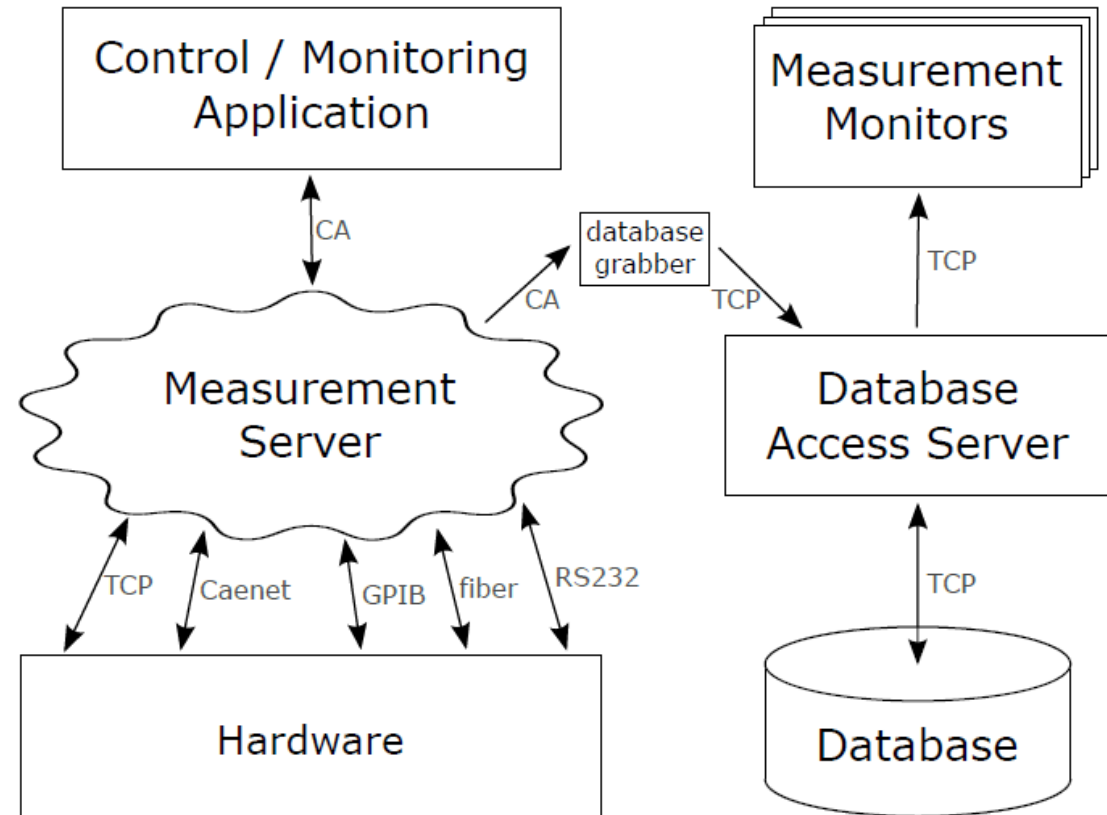 Control / Monitoring
Application
Measurement
Monitors
CA
database
grabber
CA
TCP
TCP
Measurement
Server
Database
Access Server
TCP
Caenet
GPIB
fiber
RS232
TCP
Hardware
Database